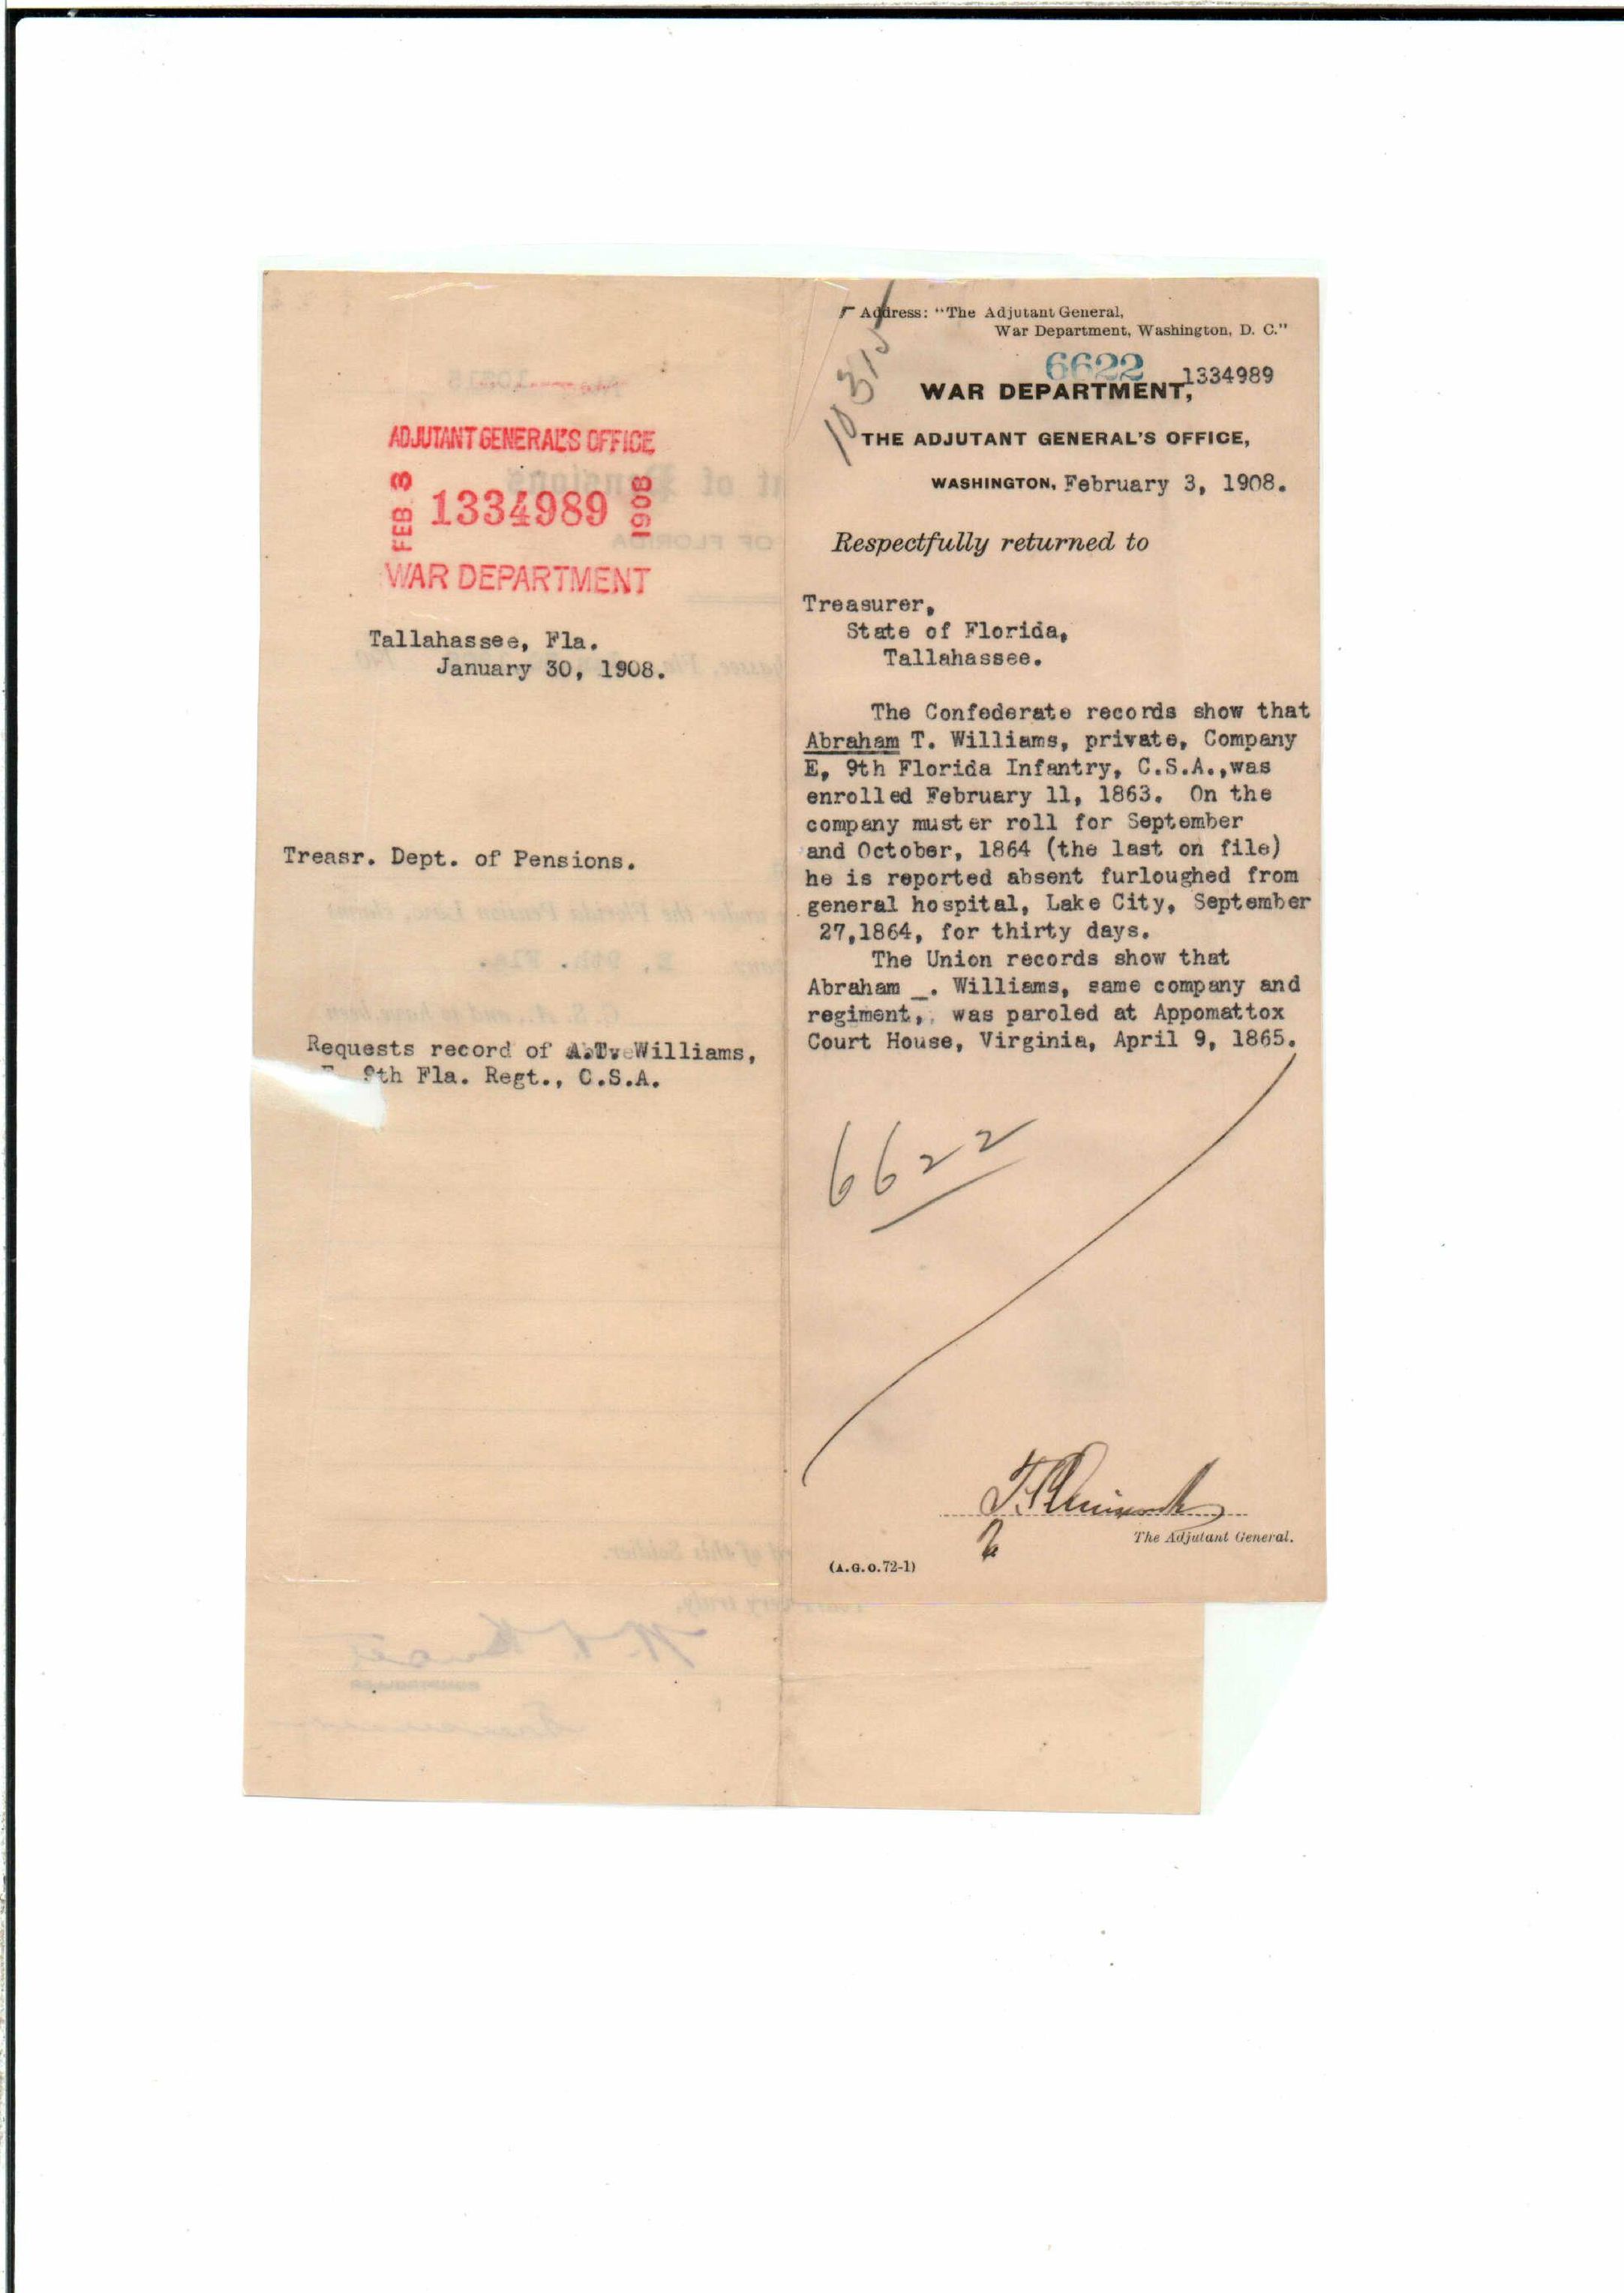 ADJUTANT GENERAL'S OFFICE
FEB 3 1334989 1908
WAR DEPARTMENT
Tallahassee, Fla.
January 30, 1908.
Treasr. Dept. of Pensions.
Requests record of A.T. Williams,
9th Fla. Regt., C.S.A.
Address: "The Adjutant General,
War Department, Washington, D. C."
6622
1334989
WAR DEPARTMENT,
THE ADJUTANT GENERAL'S OFFICE,
WASHINGTON, February 3, 1908.
Respectfully returned to
Treasurer,
State of Florida,
Tallahassee.
The Confederate records show that
Abraham T. Williams, private, Company
E, 9th Florida Infantry, C.S.A.,was
enrolled February 11, 1863. On the
company muster roll for September
and October, 1864 (the last on file)
he is reported absent furloughed from
general hospital, Lake City, September
27,1864, for thirty days.
The Union records show that
Abraham _. Williams, same company and
regiment, was paroled at Appomattox
Court House, Virginia, April 9, 1865.
6622
The Adjutant General.
(A.G.O.72-1)